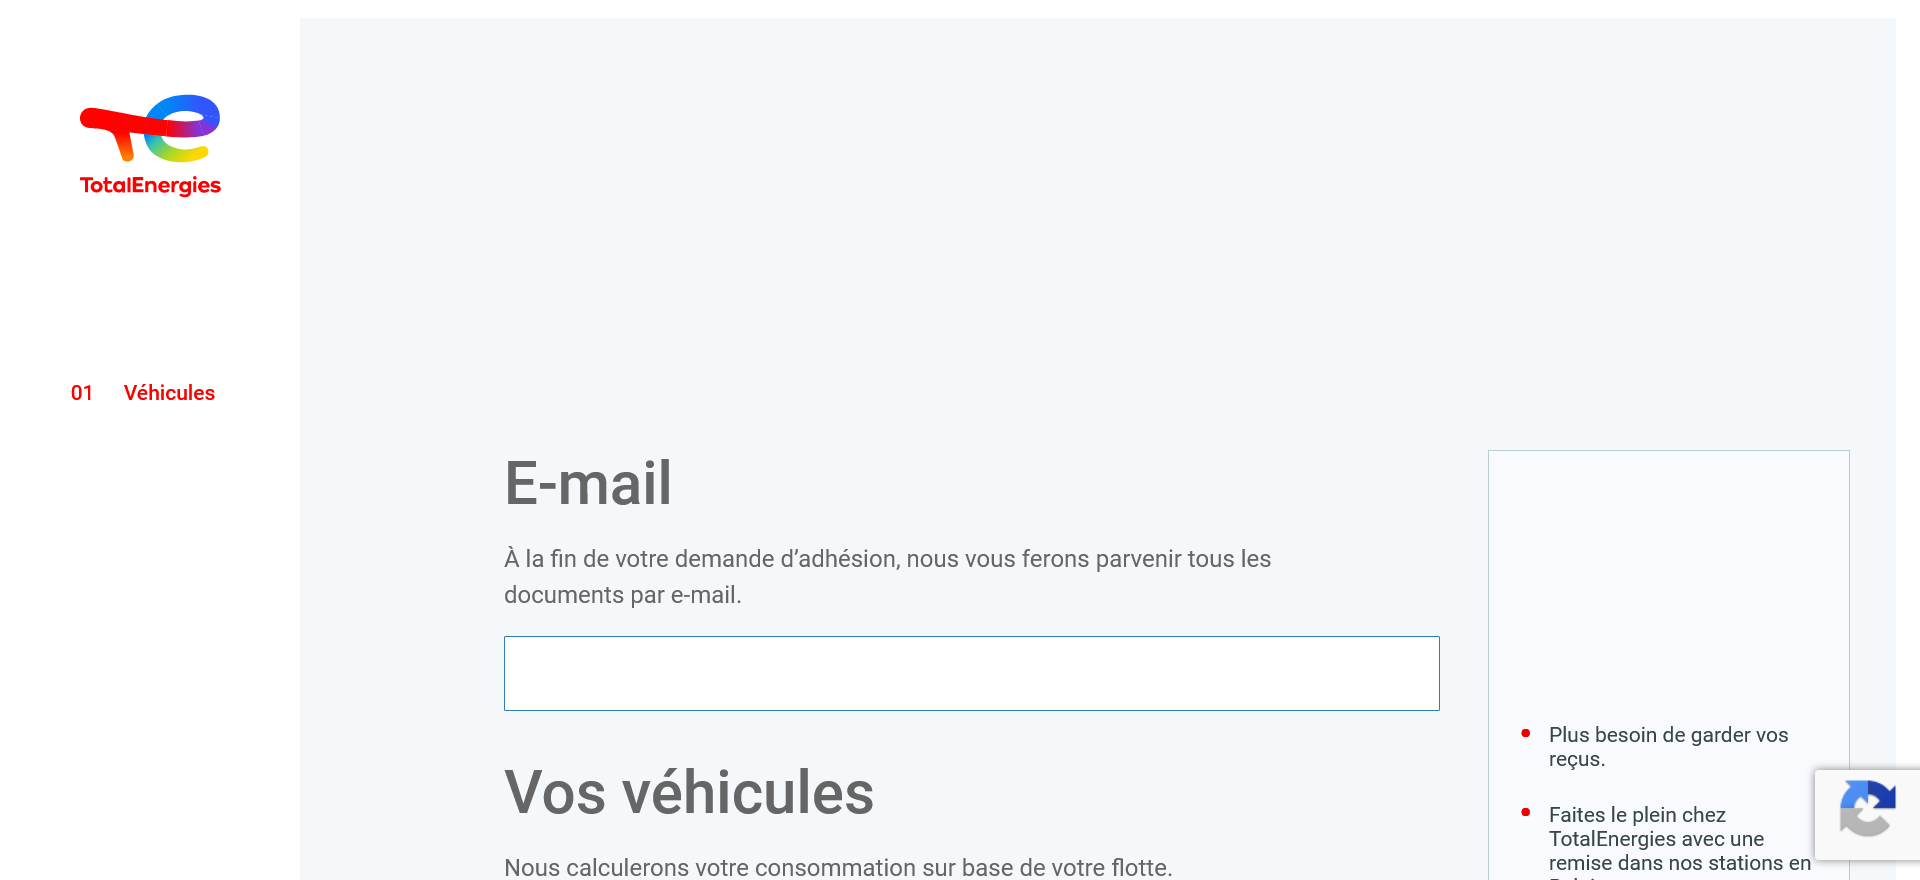 TotalEnergies
01 Véhicules
E-mail
À la fin de votre demande d’adhésion, nous vous ferons parvenir tous les
documents par e-mail.
Vos véhicules
Nous calculerons votre consommation sur base de votre flotte.
Plus besoin de garder vos
reçus.
Faites le plein chez
TotalEnergies avec une
remise dans nos stations en